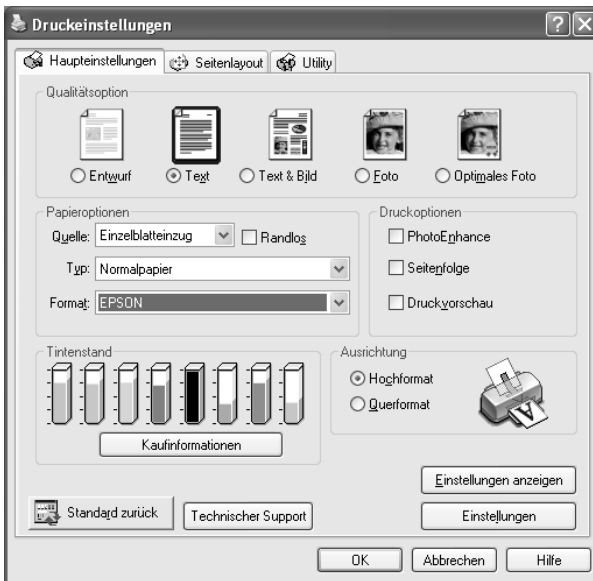 Druckeinstellungen
Haupteinstellungen Seitenlayout Utility
Qualitätsoption
Entwurf Text Text & Bild Foto Optimales Foto
Papieroptionen
Quelle: Einzelblatteinzug Randlos
Typ: Normalpapier
Format: EPSON
Druckoptionen
PhotoEnhance
Seitenfolge
Druckvorschau
Tintenstand
Kaufinformationen
Ausrichtung
Hochformat
Querformat
A
Einstellungen anzeigen
Standard zurück Technischer Support Einstellungen
OK Abbrechen Hilfe